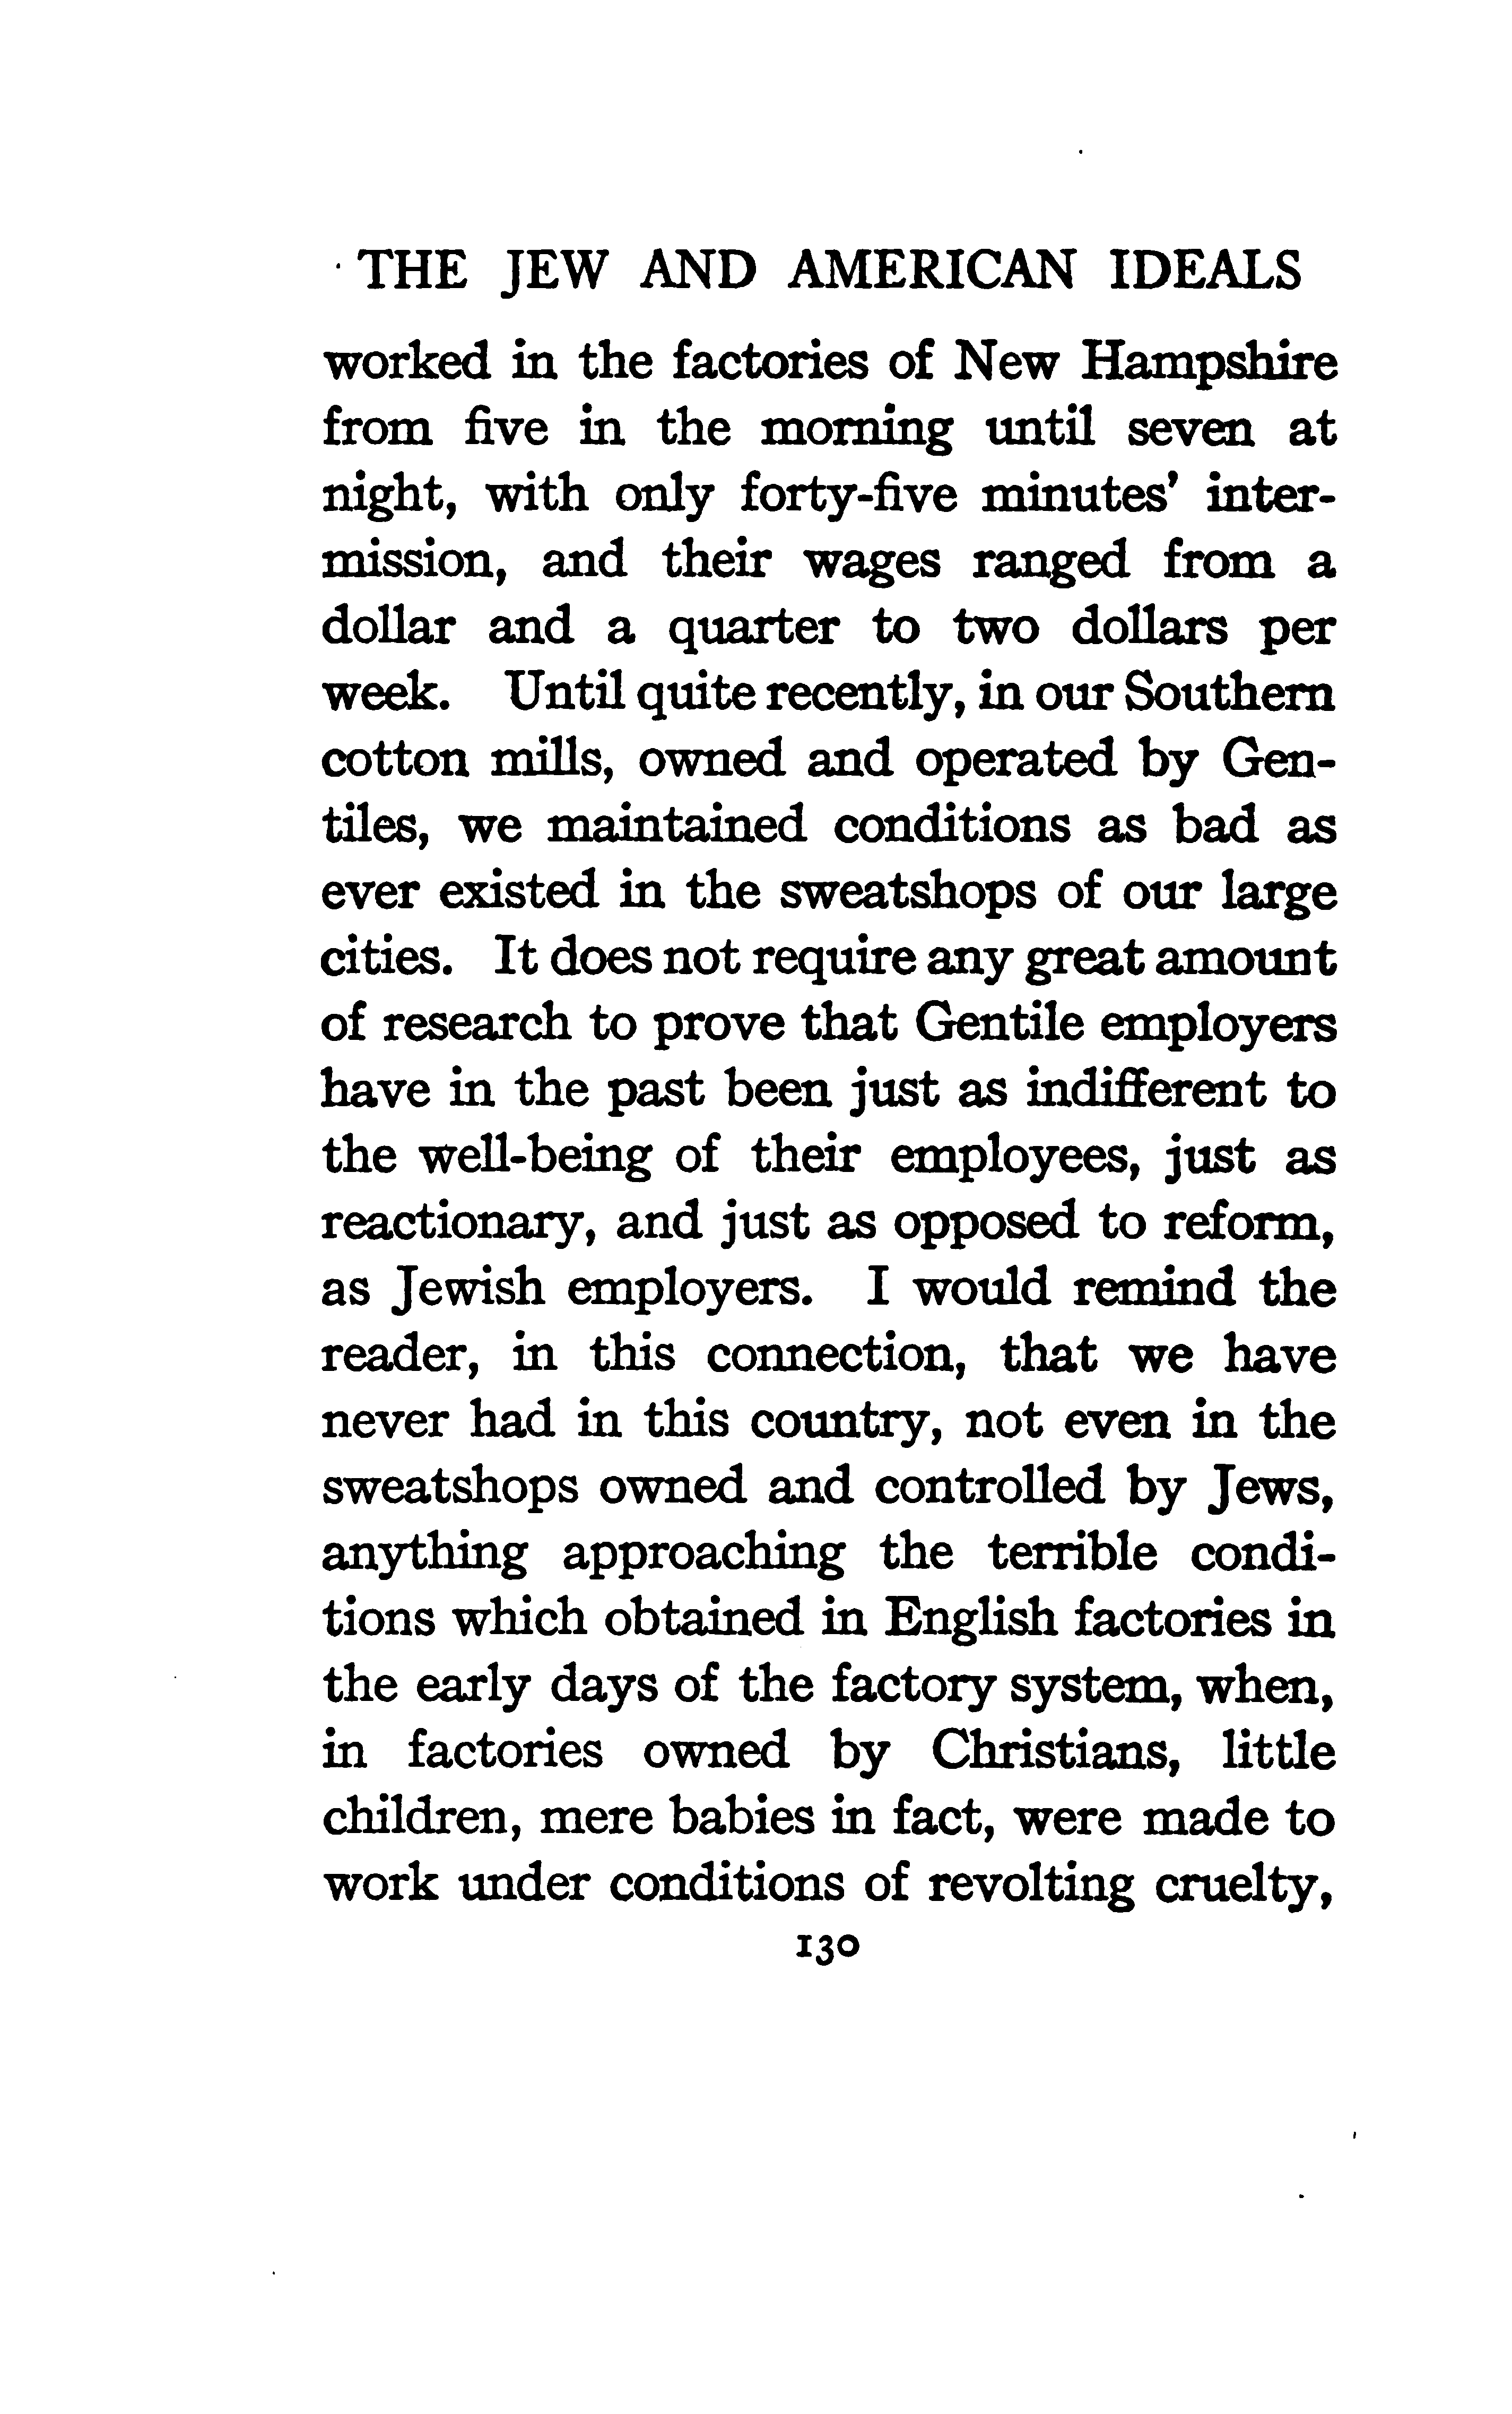 THE JEW AND AMERICAN IDEALS
worked in the factories of New Hampshire
from five in the morning until seven at
night, with only forty-five minutes' inter-
mission, and their wages ranged from a
dollar and a quarter to two dollars per
week. Until quite recently, in our Southern
cotton mills, owned and operated by Gen-
tiles, we maintained conditions as bad as
ever existed in the sweatshops of our large
cities. It does not require any great amount
of research to prove that Gentile employers
have in the past been just as indifferent to
the well-being of their employees, just as
reactionary, and just as opposed to reform,
as Jewish employers. I would remind the
reader, in this connection, that we have
never had in this country, not even in the
sweatshops owned and controlled by Jews,
anything approaching the terrible condi-
tions which obtained in English factories in
the early days of the factory system, when,
in factories owned by Christians, little
children, mere babies in fact, were made to
work under conditions of revolting cruelty,
130